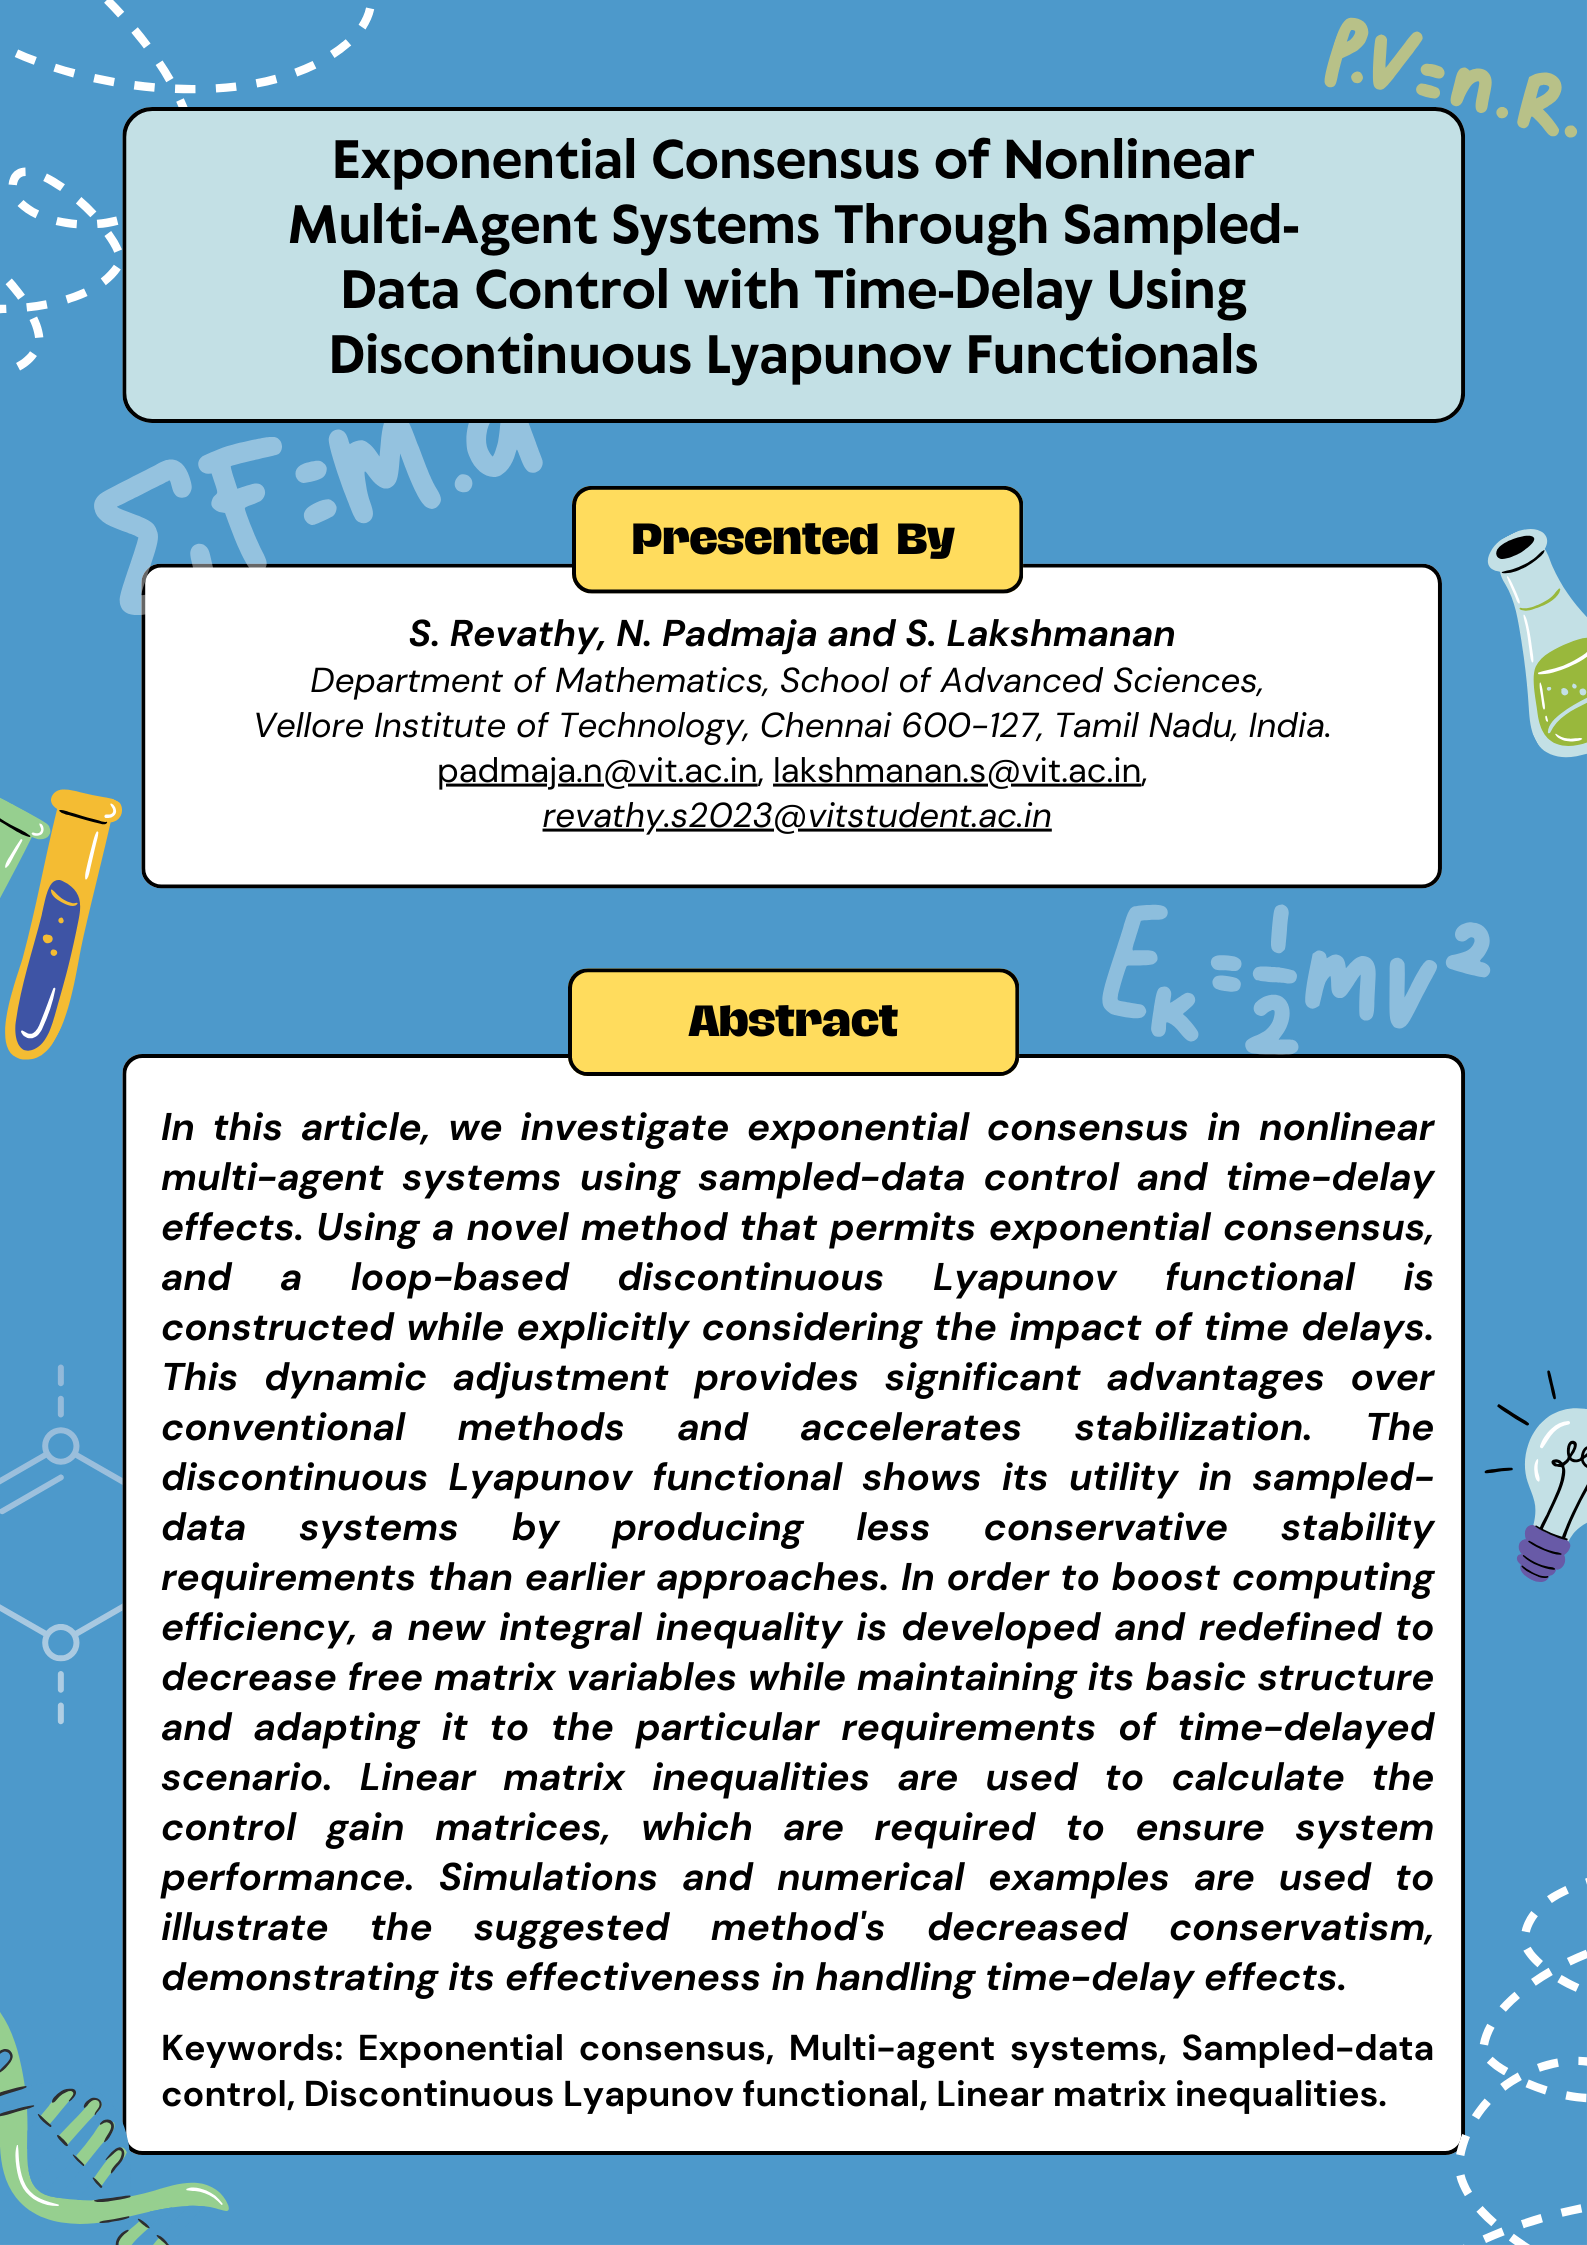 P.V=n.R.
Exponential Consensus of Nonlinear
Multi-Agent Systems Through Sampled-
Data Control with Time-Delay Using
Discontinuous Lyapunov Functionals
Σ.F=M.a
Presented By
S. Revathy, N. Padmaja and S. Lakshmanan
Department of Mathematics, School of Advanced Sciences,
Vellore Institute of Technology, Chennai 600-127, Tamil Nadu, India.
padmaja.n@vit.ac.in, lakshmanan.s@vit.ac.in,
revathy.s2023@vitstudent.ac.in
Eₖ=½mv²
Abstract
In this article, we investigate exponential consensus in nonlinear
multi-agent systems using sampled-data control and time-delay
effects. Using a novel method that permits exponential consensus,
and a loop-based discontinuous Lyapunov functional is
constructed while explicitly considering the impact of time delays.
This dynamic adjustment provides significant advantages over
conventional methods and accelerates stabilization. The
discontinuous Lyapunov functional shows its utility in sampled-
data systems by producing less conservative stability
requirements than earlier approaches. In order to boost computing
efficiency, a new integral inequality is developed and redefined to
decrease free matrix variables while maintaining its basic structure
and adapting it to the particular requirements of time-delayed
scenario. Linear matrix inequalities are used to calculate the
control gain matrices, which are required to ensure system
performance. Simulations and numerical examples are used to
illustrate the suggested method's decreased conservatism,
demonstrating its effectiveness in handling time-delay effects.
Keywords: Exponential consensus, Multi-agent systems, Sampled-data
control, Discontinuous Lyapunov functional, Linear matrix inequalities.